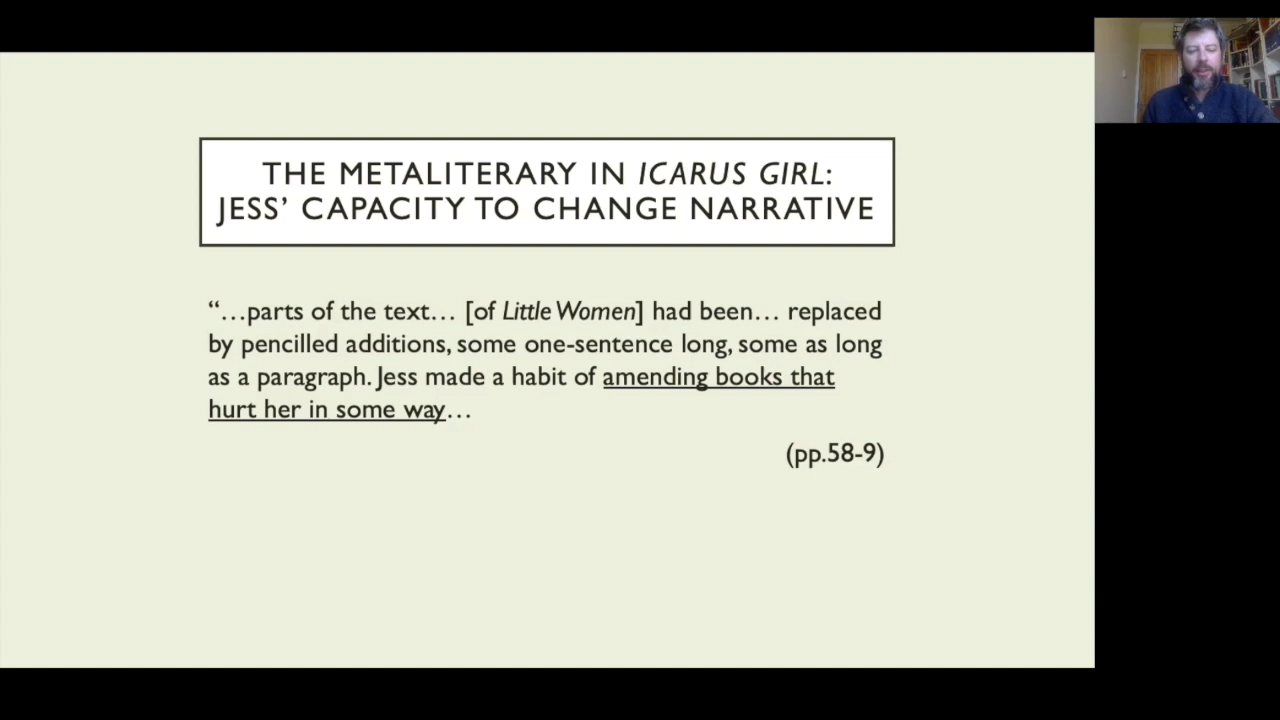 THE METALITERARY IN ICARUS GIRL:
JESS’ CAPACITY TO CHANGE NARRATIVE
“…parts of the text… [of Little Women] had been… replaced
by pencilled additions, some one-sentence long, some as long
as a paragraph. Jess made a habit of amending books that
hurt her in some way…
(pp.58-9)